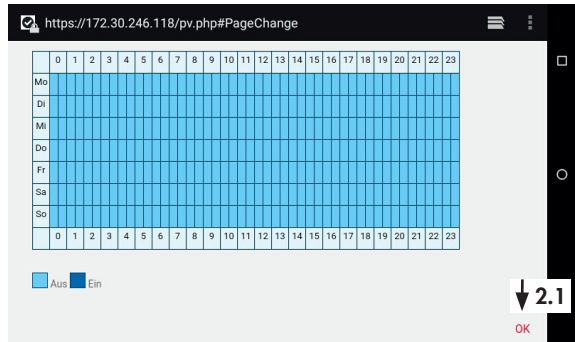 https://172.30.246.118/pv.php#PageChange
0 1 2 3 4 5 6 7 8 9 10 11 12 13 14 15 16 17 18 19 20 21 22 23
Mo
Di
Mi
Do
Fr
Sa
So
0 1 2 3 4 5 6 7 8 9 10 11 12 13 14 15 16 17 18 19 20 21 22 23
Aus Ein
2.1
OK